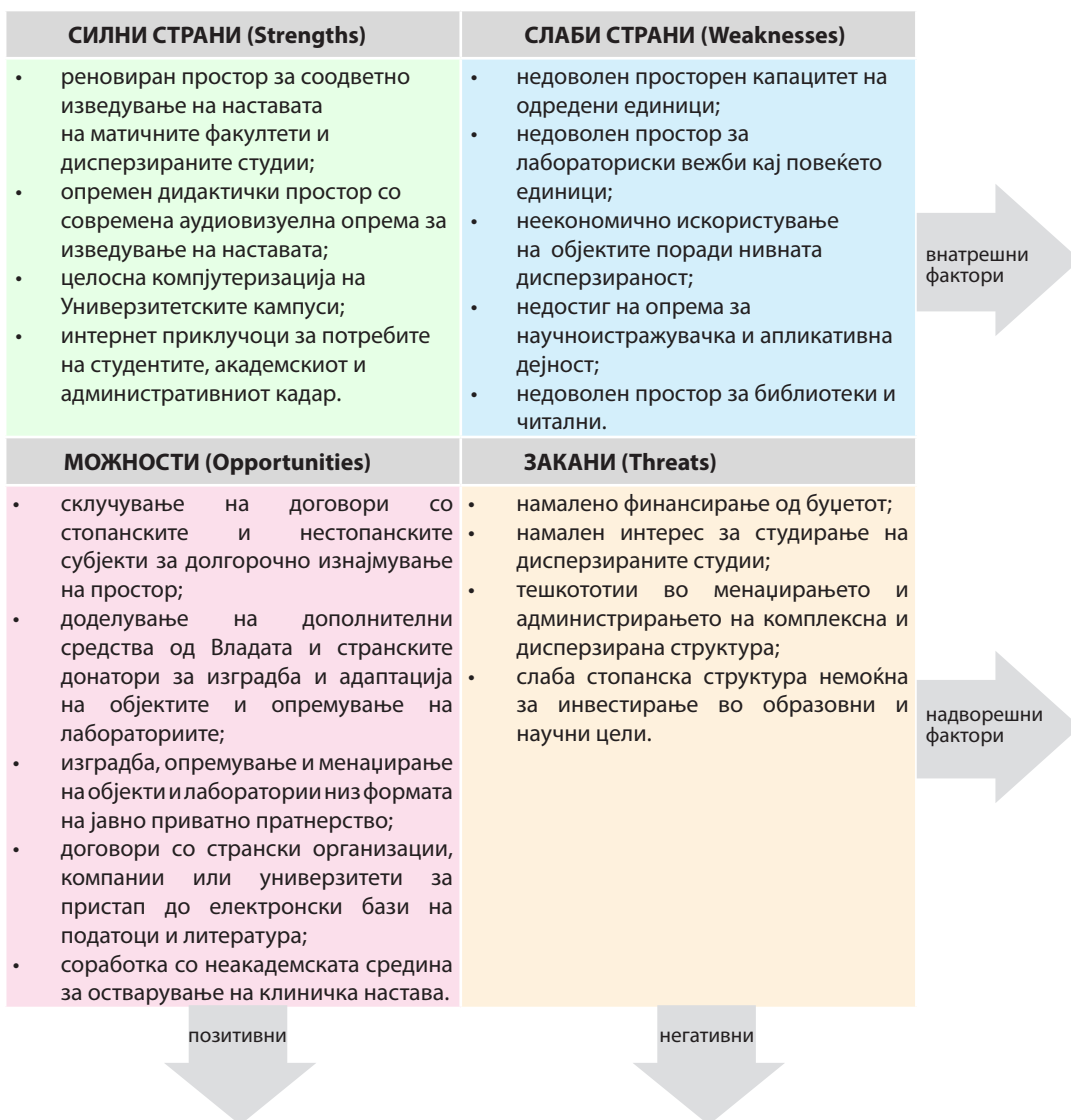 СИЛНИ СТРАНИ (Strengths)
• реновиран простор за соодветно
изведување на наставата
на матичните факултети и
дисперзираните студии;
• опремен дидактички простор со
современа аудиовизуелна опрема за
изведување на наставата;
• целосна компјутеризација на
Универзитетските кампуси;
• интернет приклучоци за потребите
на студентите, академскиот и
административниот кадар.
СЛАБИ СТРАНИ (Weaknesses)
• недоволен просторен капацитет на
одредени единици;
• недоволен простор за
лабораториски вежби кај повеќето
единици;
• неекономично искористување
на објектите поради нивната
дисперзираност;
• недостиг на опрема за
научноистражувачка и апликативна
дејност;
• недоволен простор за библиотеки и
читални.
внатрешни
фактори
МОЖНОСТИ (Opportunities)
• склучување на договори со
стопанските и нестопанските
субјекти за долгорочно изнајмување
на простор;
• доделување на дополнителни
средства од Владата и странските
донатори за изградба и адаптација
на објектите и опремување на
лабораториите;
• изградба, опремување и менаџирање
на објекти и лаборатории низ формата
на јавно приватно пратнерство;
• договори со странски организации,
компании или универзитети за
пристап до електронски бази на
податоци и литература;
• соработка со неакадемската средина
за остварување на клиничка настава.
ЗАКАНИ (Threats)
• намалено финансирање од буџетот;
• намален интерес за студирање на
дисперзираните студии;
• тешкототии во менаџирањето и
администрирањето на комплексна и
дисперзирана структура;
• слаба стопанска структура немоќна
за инвестирање во образовни и
научни цели.
надворешни
фактори
позитивни
негативни